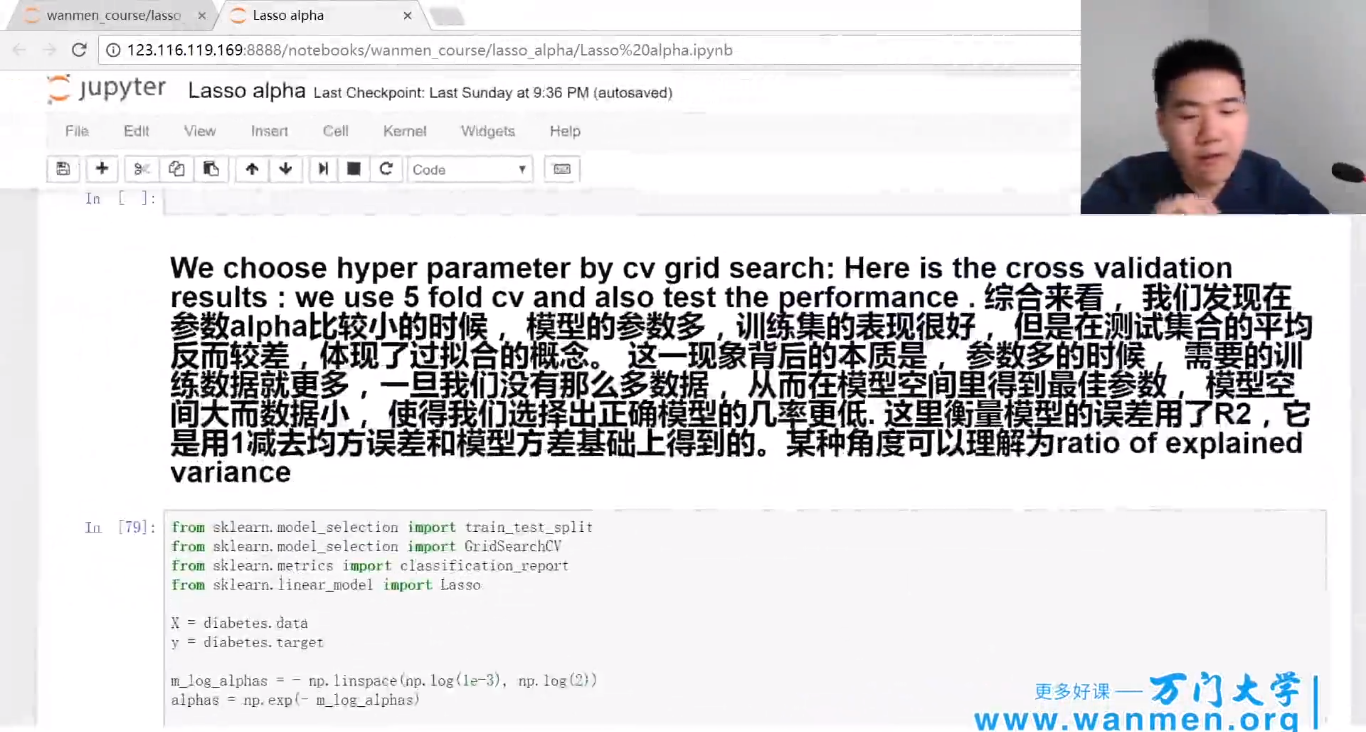 wanmen_course/lasso
Lasso alpha
123.116.119.169:8888/notebooks/wanmen_course/lasso_alpha/Lasso%20alpha.ipynb
jupyter Lasso alpha Last Checkpoint: Last Sunday at 9:36 PM (autosaved)
File Edit View Insert Cell Kernel Widgets Help
Code
In [ ]:
We choose hyper parameter by cv grid search: Here is the cross validation
results : we use 5 fold cv and also test the performance . 综合来看， 我们发现在
参数alpha比较小的时候， 模型的参数多，训练集的表现很好， 但是在测试集合的平均
反而较差，体现了过拟合的概念。 这一现象背后的本质是， 参数多的时候， 需要的训
练数据就更多，一旦我们没有那么多数据， 从而在模型空间里得到最佳参数， 模型空
间大而数据小， 使得我们选择出正确模型的几率更低. 这里衡量模型的误差用了R2，它
是用1减去均方误差和模型方差基础上得到的。某种角度可以理解为ratio of explained
variance
In [79]:
from sklearn.model_selection import train_test_split
from sklearn.model_selection import GridSearchCV
from sklearn.metrics import classification_report
from sklearn.linear_model import Lasso
X = diabetes.data
y = diabetes.target
m_log_alphas = - np.linspace(np.log(1e-3), np.log(2))
alphas = np.exp(- m_log_alphas)
更多好课 — 万门大学
www.wanmen.org